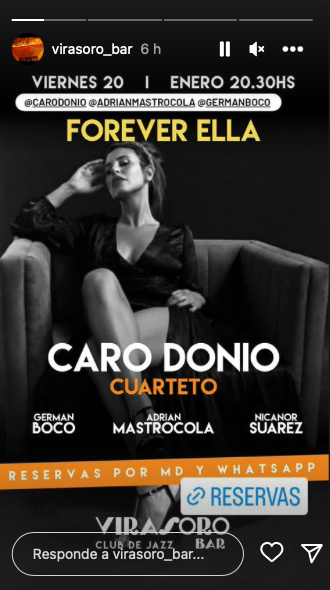 virasoro_bar 6 h
VIERNES 20 | ENERO 20.30HS
@CARODONIO @ADRIANMASTROCOLA @GERMANBOCO
FOREVER ELLA
CARO DONIO
CUARTETO
GERMAN BOCO
ADRIAN MASTROCOLA
NICANOR SUAREZ
RESERVAS POR MD Y WHATSAPP
RESERVAS
VIRASORO
CLUB DE JAZZ BAR
Responde a virasoro_bar...